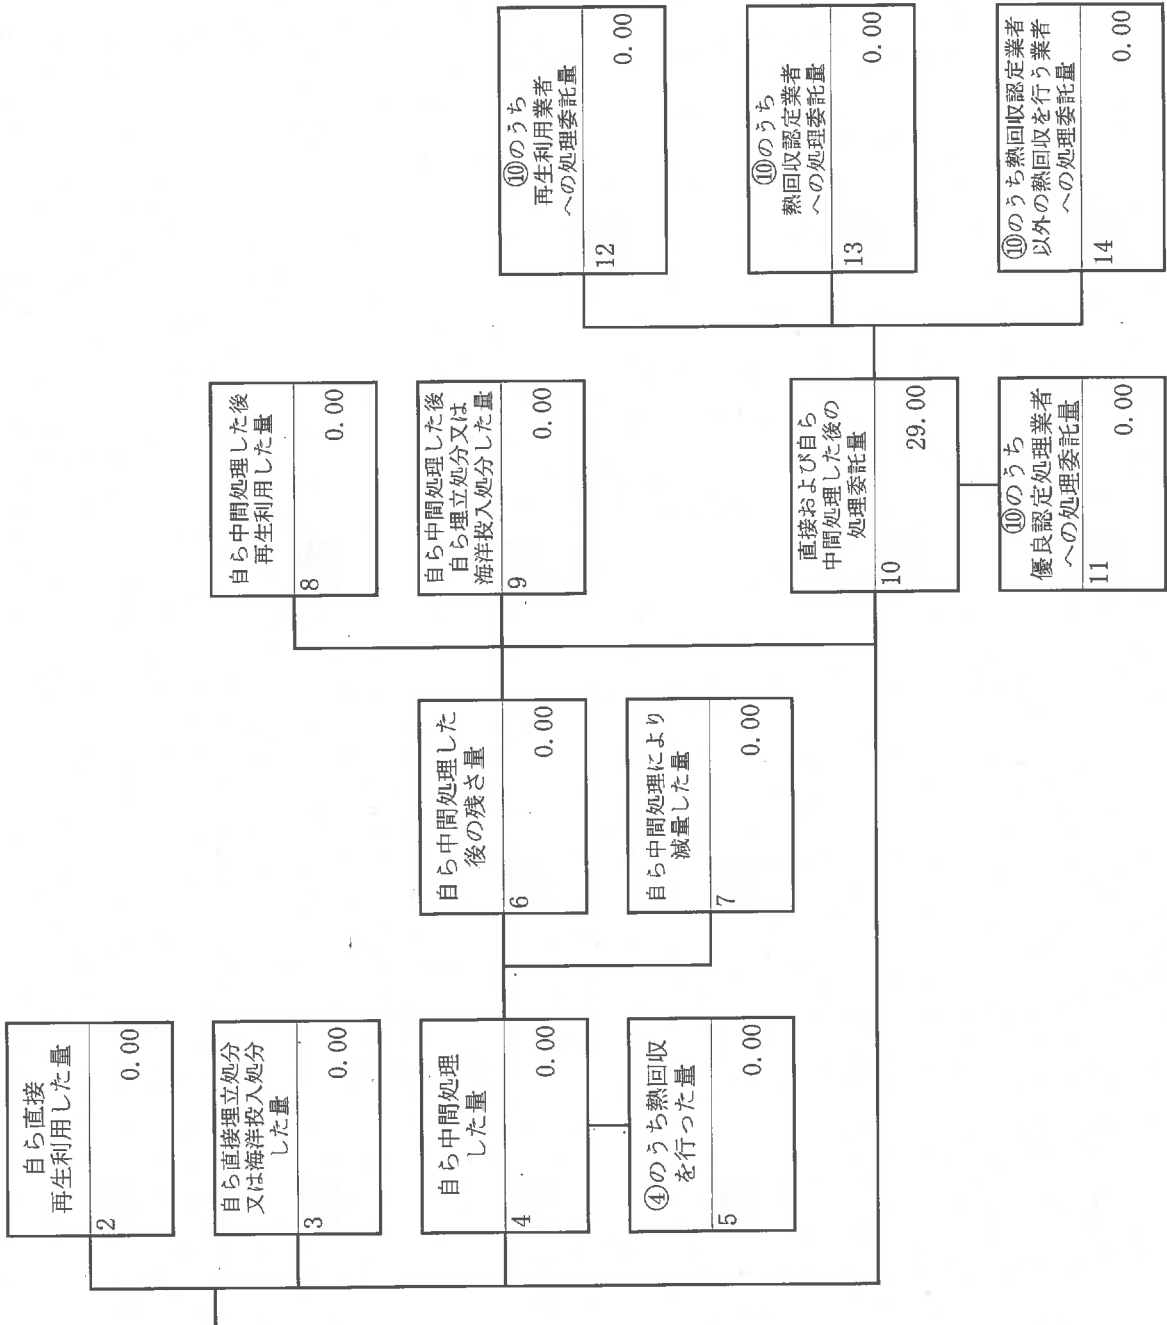 自ら直接
再生利用した量
2
0.00
自ら直接埋立処分
又は海洋投入処分
した量
3
0.00
自ら中間処理
した量
4
0.00
④のうち熱回収
を行った量
5
0.00
自ら中間処理した
後の残さ量
6
0.00
自ら中間処理により
減量した量
7
0.00
自ら中間処理した後
再生利用した量
8
0.00
自ら中間処理した後
自ら埋立処分又は
海洋投入処分した量
9
0.00
直接および自ら
中間処理した後の
処理委託量
10
29.00
⑩のうち
優良認定処理業者
への処理委託量
11
0.00
⑩のうち
再生利用業者
への処理委託量
12
0.00
⑩のうち
熱回収認定業者
への処理委託量
13
0.00
⑩のうち熱回収認定業者
以外の熱回収を行う業者
への処理委託量
14
0.00